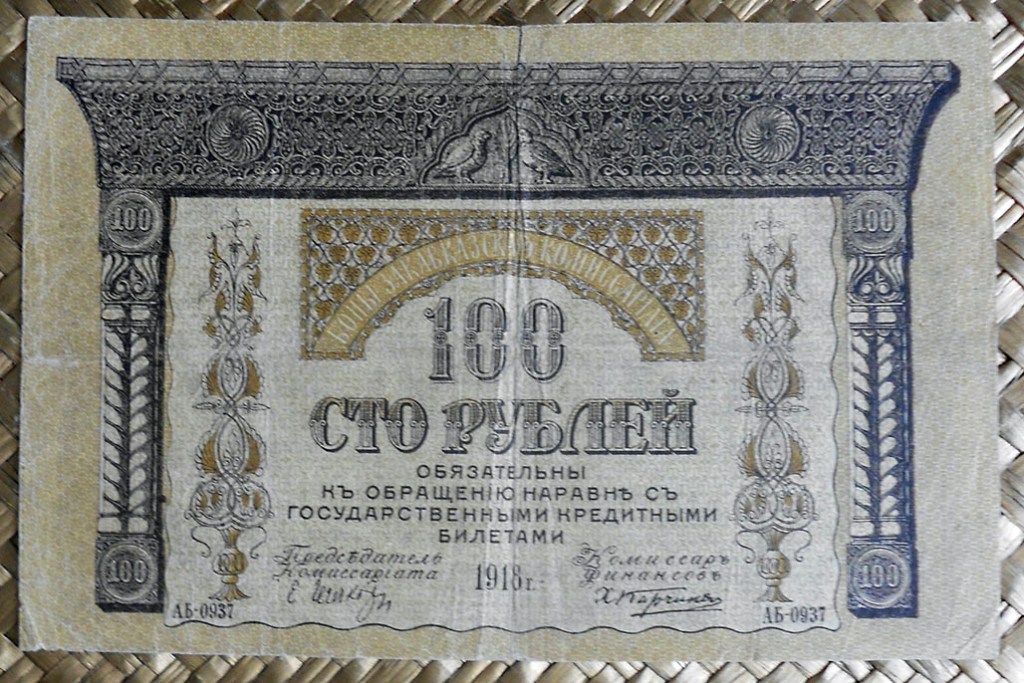 100
100
БОНЫ ЗАКАВКАЗСКАГО КОМИССАРІАТА
100
СТО РУБЛЕЙ
ОБЯЗАТЕЛЬНЫ
КЪ ОБРАЩЕНІЮ НАРАВНѢ СЪ
ГОСУДАРСТВЕННЫМИ КРЕДИТНЫМИ
БИЛЕТАМИ
Предсѣдатель
Комиссаріата
1918 г.
Комиссаръ
Финансовъ
100
100
АБ-0937
АБ-0937